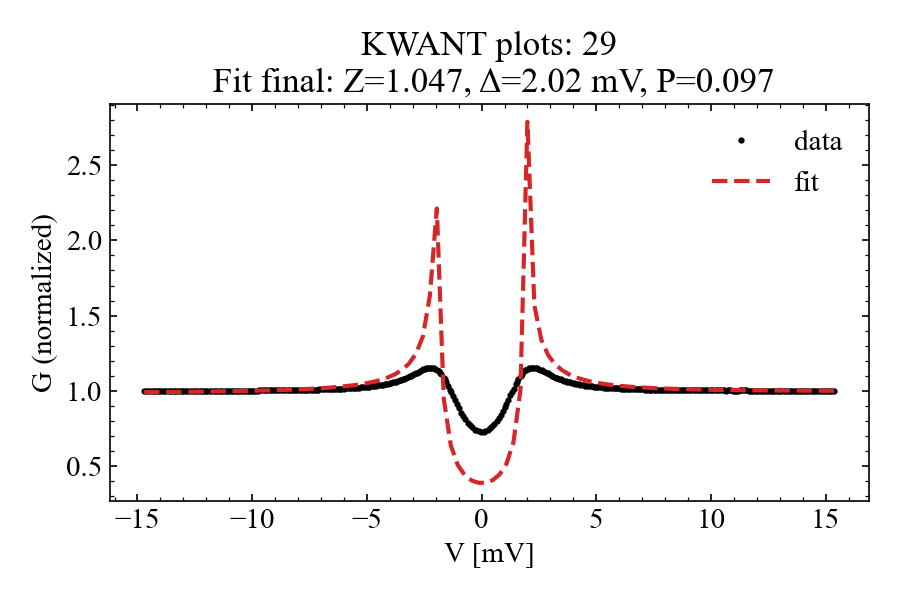 KWANT plots: 29
Fit final: Z=1.047, Δ=2.02 mV, P=0.097
data
fit
G (normalized)
2.5
2.0
1.5
1.0
0.5
−15
−10
−5
0
5
10
15
V [mV]